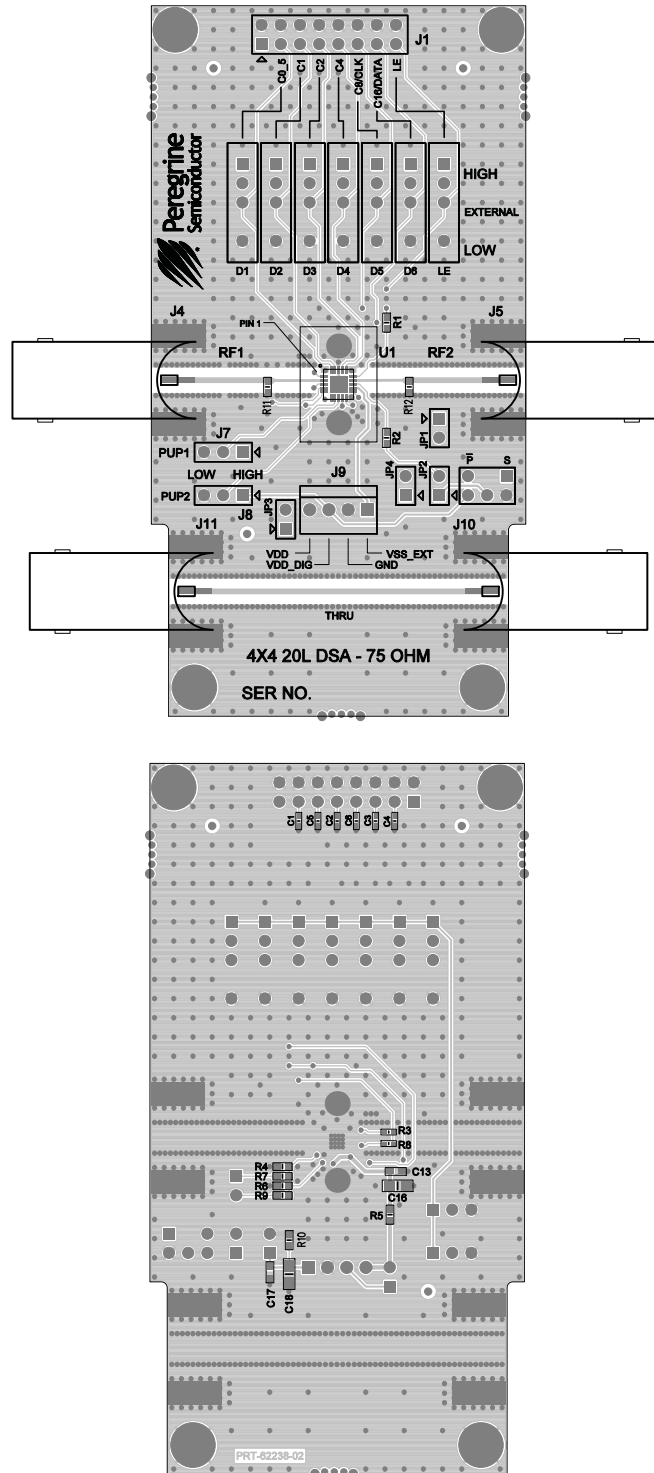 J1
C0_5
C1
C2
C4
C8/CLK
C16/DATA
LE
Peregrine
Semiconductor
HIGH
EXTERNAL
LOW
D1 D2 D3 D4 D5 D6 LE
J4
J5
PIN 1
R1
RF1
U1
RF2
R11
R12
JP1
R2
J7
PUP1
LOW HIGH
PUP2
J8
J9
JP3
JP4
JP2
P S
J11
J10
VDD
VSS_EXT
VDD_DIG
GND
THRU
4X4 20L DSA - 75 OHM
SER NO.
C1 C5 C2 C6 C3 C4
R3
R8
R4
R7
R6
R9
C13
C16
R5
R10
C17
C18
PRT-62238-02